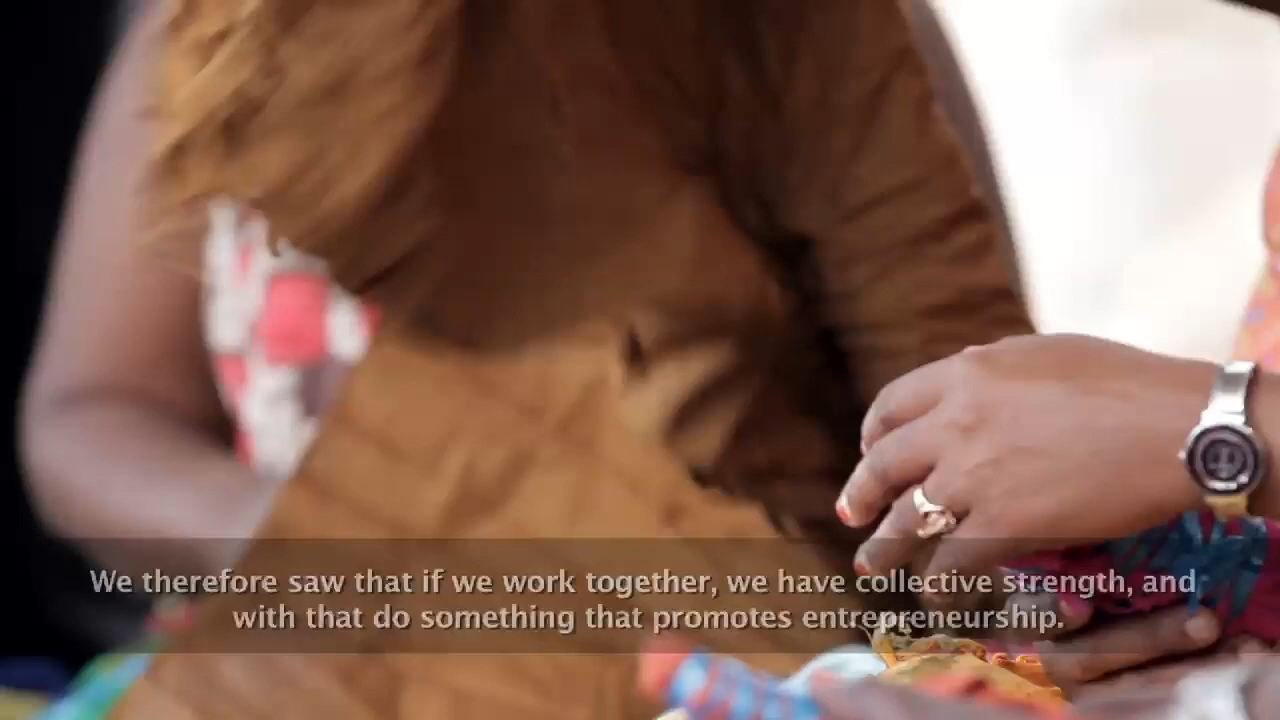 We therefore saw that if we work together, we have collective strength, and
with that do something that promotes entrepreneurship.